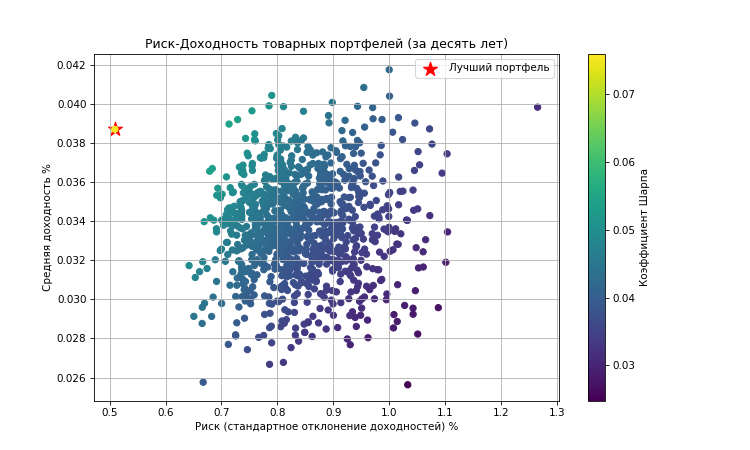 Риск-Доходность товарных портфелей (за десять лет)
Лучший портфель
0.042
0.040
0.038
0.036
0.034
0.032
0.030
0.028
0.026
Средняя доходность %
0.5 0.6 0.7 0.8 0.9 1.0 1.1 1.2 1.3
Риск (стандартное отклонение доходностей) %
0.07
0.06
0.05
0.04
0.03
Коэффициент Шарпа